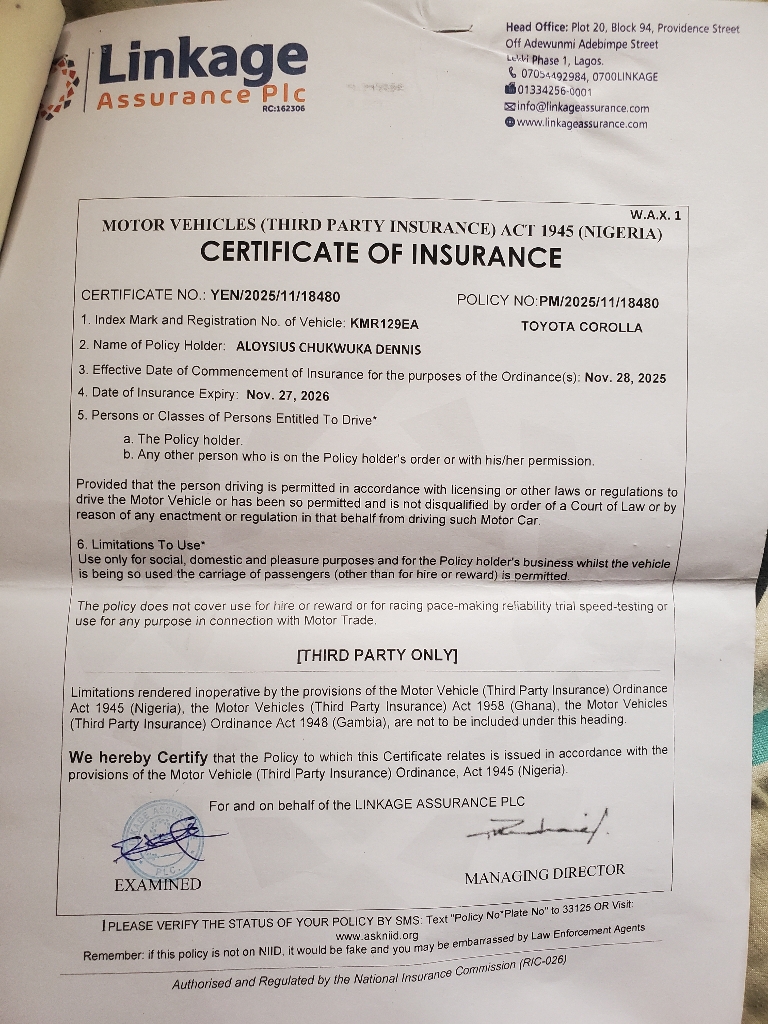 Linkage
Assurance Plc
RC:162306
Head Office: Plot 20, Block 94, Providence Street
Off Adewunmi Adebimpe Street
Lekki Phase 1, Lagos.
07054492984, 0700LINKAGE
01334256-0001
info@linkageassurance.com
www.linkageassurance.com
W.A.X. 1
MOTOR VEHICLES (THIRD PARTY INSURANCE) ACT 1945 (NIGERIA)
CERTIFICATE OF INSURANCE
CERTIFICATE NO.: YEN/2025/11/18480 POLICY NO:PM/2025/11/18480
1. Index Mark and Registration No. of Vehicle: KMR129EA TOYOTA COROLLA
2. Name of Policy Holder: ALOYSIUS CHUKWUKA DENNIS
3. Effective Date of Commencement of Insurance for the purposes of the Ordinance(s): Nov. 28, 2025
4. Date of Insurance Expiry: Nov. 27, 2026
5. Persons or Classes of Persons Entitled To Drive*
a. The Policy holder.
b. Any other person who is on the Policy holder's order or with his/her permission.
Provided that the person driving is permitted in accordance with licensing or other laws or regulations to
drive the Motor Vehicle or has been so permitted and is not disqualified by order of a Court of Law or by
reason of any enactment or regulation in that behalf from driving such Motor Car.
6. Limitations To Use*
Use only for social, domestic and pleasure purposes and for the Policy holder's business whilst the vehicle
is being so used the carriage of passengers (other than for hire or reward) is permitted.
The policy does not cover use for hire or reward or for racing pace-making reliability trial speed-testing or
use for any purpose in connection with Motor Trade.
[THIRD PARTY ONLY]
Limitations rendered inoperative by the provisions of the Motor Vehicle (Third Party Insurance) Ordinance
Act 1945 (Nigeria), the Motor Vehicles (Third Party Insurance) Act 1958 (Ghana), the Motor Vehicles
(Third Party Insurance) Ordinance Act 1948 (Gambia), are not to be included under this heading.
We hereby Certify that the Policy to which this Certificate relates is issued in accordance with the
provisions of the Motor Vehicle (Third Party Insurance) Ordinance, Act 1945 (Nigeria).
For and on behalf of the LINKAGE ASSURANCE PLC
PLC.
EXAMINED MANAGING DIRECTOR
PLEASE VERIFY THE STATUS OF YOUR POLICY BY SMS: Text "Policy No*Plate No" to 33125 OR Visit:
www.askniid.org
Remember: if this policy is not on NIID, it would be fake and you may be embarrassed by Law Enforcement Agents
Authorised and Regulated by the National Insurance Commission (RIC-026)